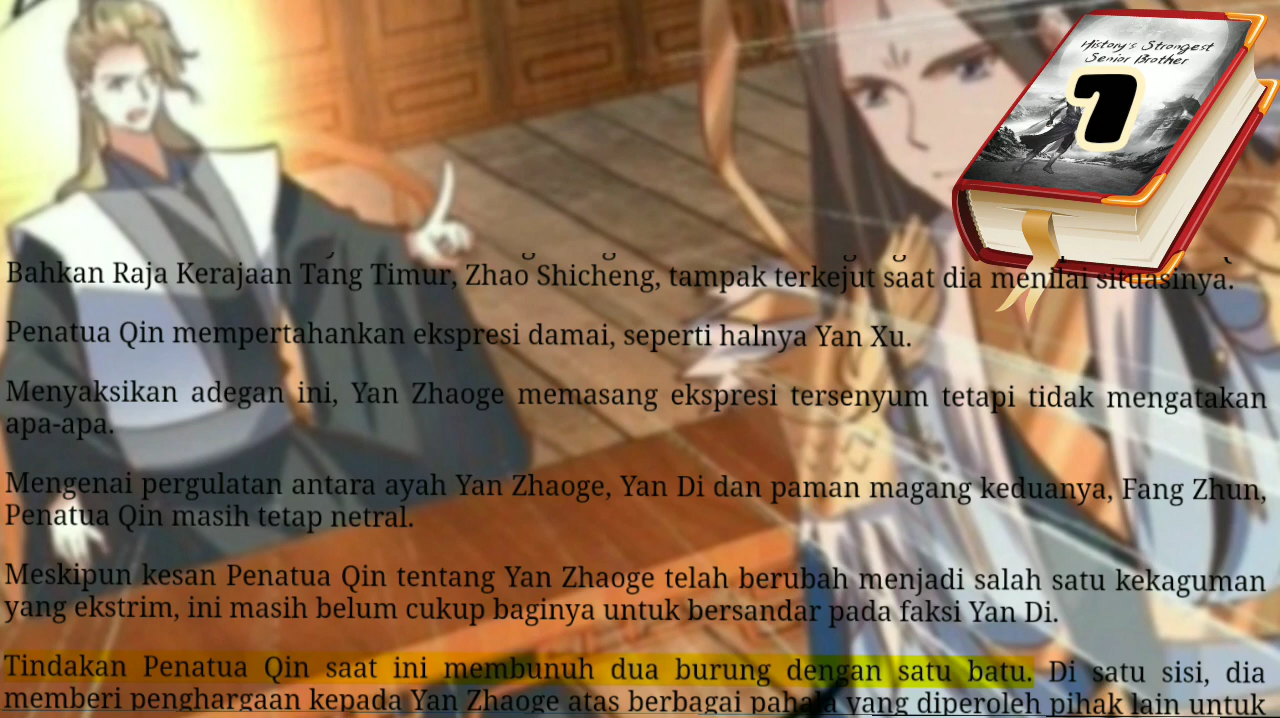 History's Strongest
Senior Brother
7
Bahkan Raja Kerajaan Tang Timur, Zhao Shicheng, tampak terkejut saat dia menilai situasinya.
Penatua Qin mempertahankan ekspresi damai, seperti halnya Yan Xu.
Menyaksikan adegan ini, Yan Zhaoge memasang ekspresi tersenyum tetapi tidak mengatakan
apa-apa.
Mengenai pergulatan antara ayah Yan Zhaoge, Yan Di dan paman magang keduanya, Fang Zhun,
Penatua Qin masih tetap netral.
Meskipun kesan Penatua Qin tentang Yan Zhaoge telah berubah menjadi salah satu kekaguman
yang ekstrim, ini masih belum cukup baginya untuk bersandar pada faksi Yan Di.
Tindakan Penatua Qin saat ini membunuh dua burung dengan satu batu. Di satu sisi, dia
memberi penghargaan kepada Yan Zhaoge atas berbagai pahala yang diperoleh pihak lain untuk